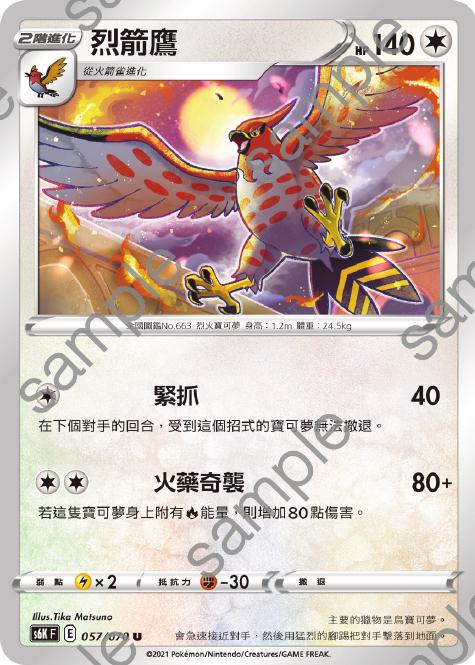 2階進化 烈箭鷹 HP 140
從火箭雀進化
全國圖鑑No.663 烈火寶可夢 身高：1.2m 體重：24.5kg
緊抓 40
在下個對手的回合，受到這個招式的寶可夢無法撤退。
火藥奇襲 80+
若這隻寶可夢身上附有能量，則增加80點傷害。
弱點 ×2 抵抗力 -30 撤退
Illus.Tika Matsuno
S6K F E 057/070 U
主要的獵物是鳥寶可夢。
會急速接近對手，然後用猛烈的腳踢把對手擊落到地面。
©2021 Pokémon/Nintendo/Creatures/GAME FREAK.
sample
sample
sample
sample
sample
sample